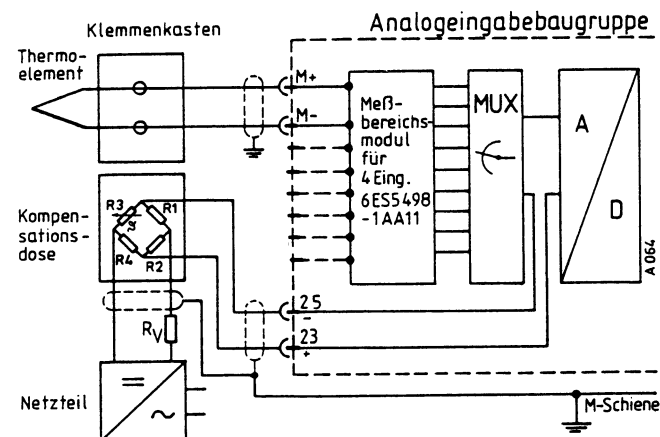 Analogeingabebaugruppe
Klemmenkasten
Thermo-
element
M+
M-
Meß-
bereichs-
modul
für
4 Eing.
6ES5498
-1AA11
MUX
A
D
A 064
Kompen-
sations-
dose
R3
R1
ϑ
R4
R2
25
-
23
+
RV
Netzteil
=
~
M-Schiene